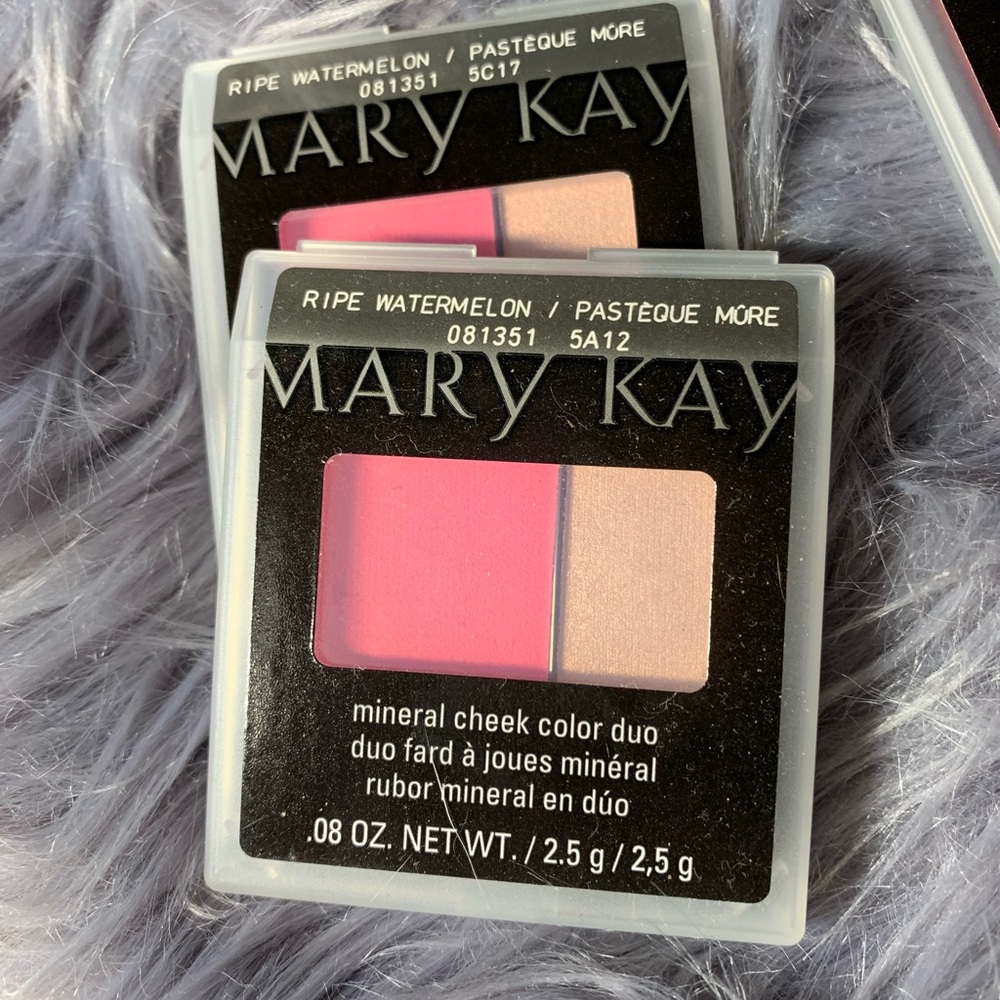 RIPE WATERMELON / PASTÈQUE MÛRE
081351 5C17
MARY KAY
RIPE WATERMELON / PASTÈQUE MÛRE
081351 5A12
MARY KAY
mineral cheek color duo
duo fard à joues minéral
rubor mineral en dúo
.08 OZ. NET WT. / 2.5 g / 2,5 g